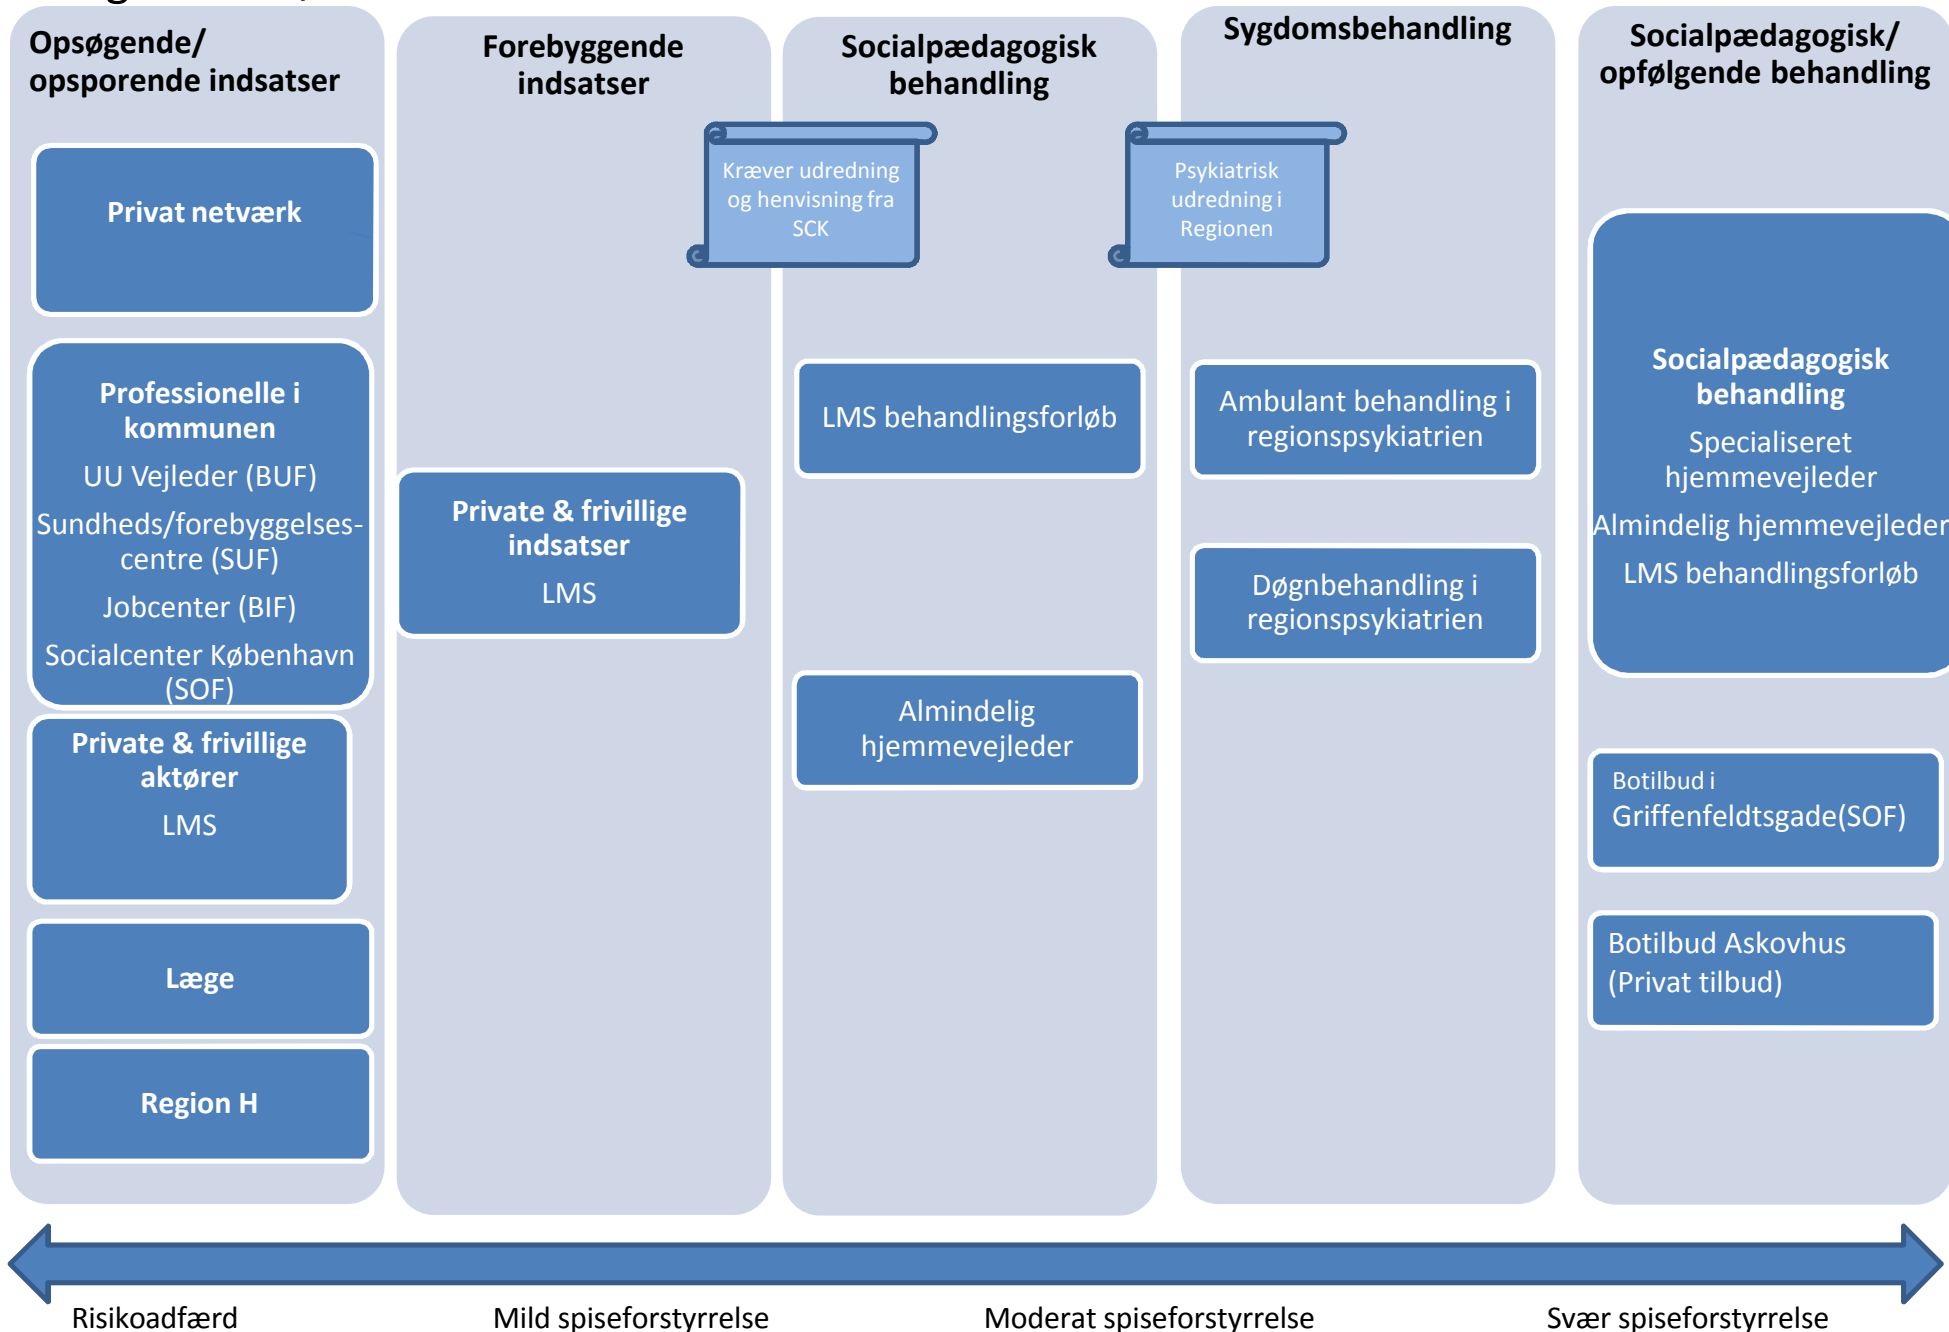 Opsøgende/
opsporende indsatser
Privat netværk
Professionelle i
kommunen
UU Vejleder (BUF)
Sundheds/forebyggelses-
centre (SUF)
Jobcenter (BIF)
Socialcenter København
(SOF)
Private & frivillige
aktører
LMS
Læge
Region H
Forebyggende
indsatser
Kræver udredning
og henvisning fra
SCK
Private & frivillige
indsatser
LMS
Socialpædagogisk
behandling
LMS behandlingsforløb
Almindelig
hjemmevejleder
Psykiatrisk
udredning i
Regionen
Sygdomsbehandling
Ambulant behandling i
regionspsykiatrien
Døgnbehandling i
regionspsykiatrien
Socialpædagogisk/
opfølgende behandling
Socialpædagogisk
behandling
Specialiseret
hjemmevejleder
Almindelig hjemmevejleder
LMS behandlingsforløb
Botilbud i
Griffenfeldtsgade(SOF)
Botilbud Askovhus
(Privat tilbud)
Risikoadfærd
Mild spiseforstyrrelse
Moderat spiseforstyrrelse
Svær spiseforstyrrelse